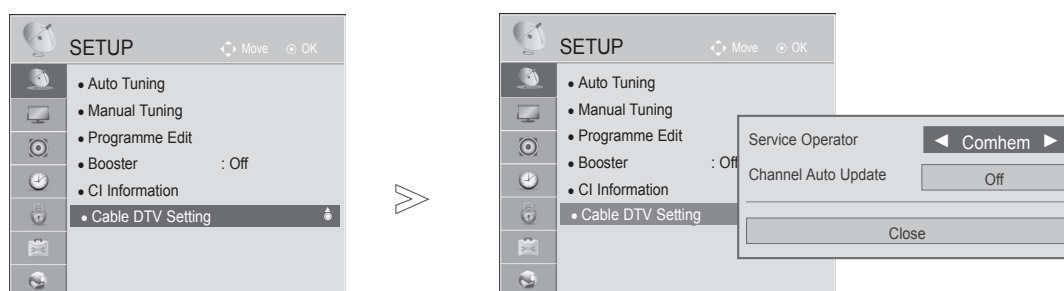 SETUP Move OK
• Auto Tuning
• Manual Tuning
• Programme Edit
• Booster : Off
• CI Information
• Cable DTV Setting
SETUP Move OK
• Auto Tuning
• Manual Tuning
• Programme Edit
• Booster : Off
• CI Information
• Cable DTV Setting
Service Operator ◀ Comhem ▶
Channel Auto Update Off
Close